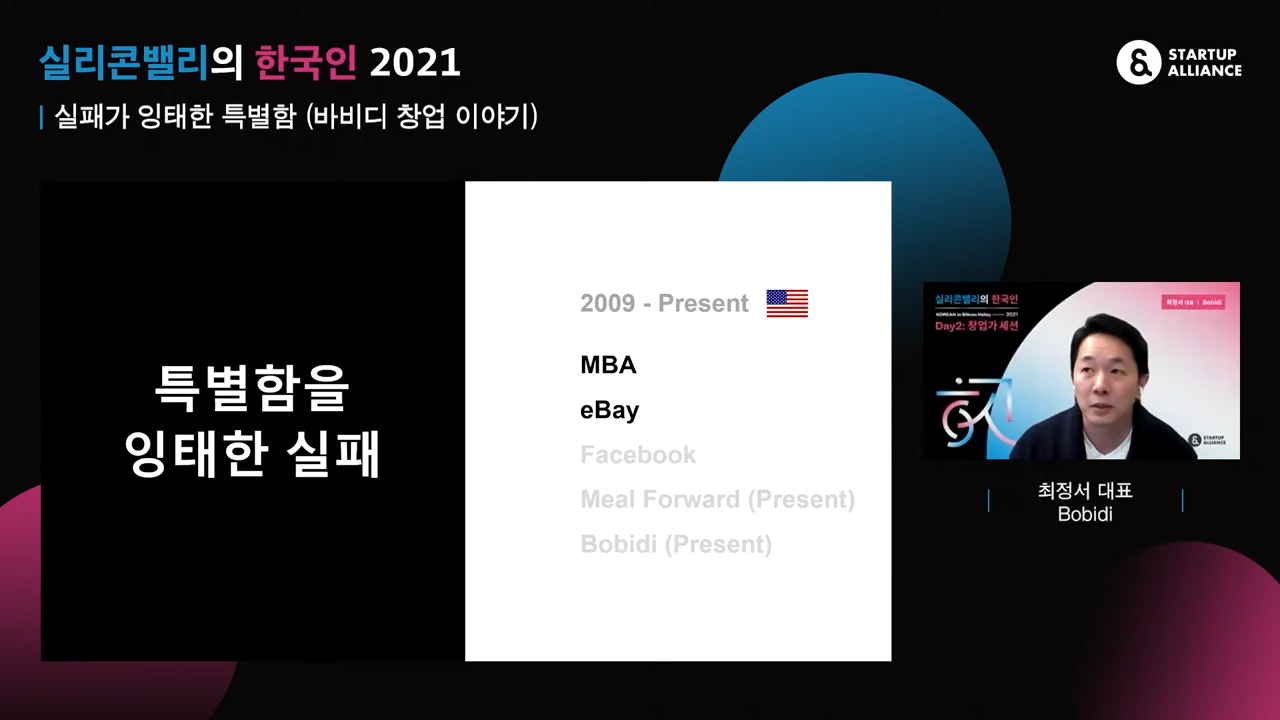 실리콘밸리의 한국인 2021
실패가 잉태한 특별함 (바비디 창업 이야기)
STARTUP
ALLIANCE
특별함을
잉태한 실패
2009 - Present
MBA
eBay
Facebook
Meal Forward (Present)
Bobidi (Present)
실리콘밸리의 한국인
KOREAN in Silicon Valley 2021
Day2: 창업가 세션
최정서 대표 | Bobidi
STARTUP
ALLIANCE
최정서 대표
Bobidi